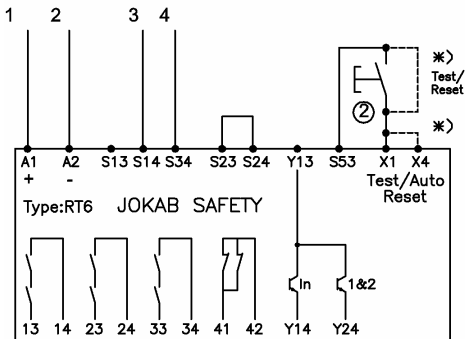 1 2 3 4
※)
Test/
Reset
②
※)
A1 A2 S13 S14 S34 S23 S24 Y13 S53 X1 X4
+ -
Test/Auto
Reset
Type:RT6 JOKAB SAFETY
In 1&2
13 14 23 24 33 34 41 42 Y14 Y24